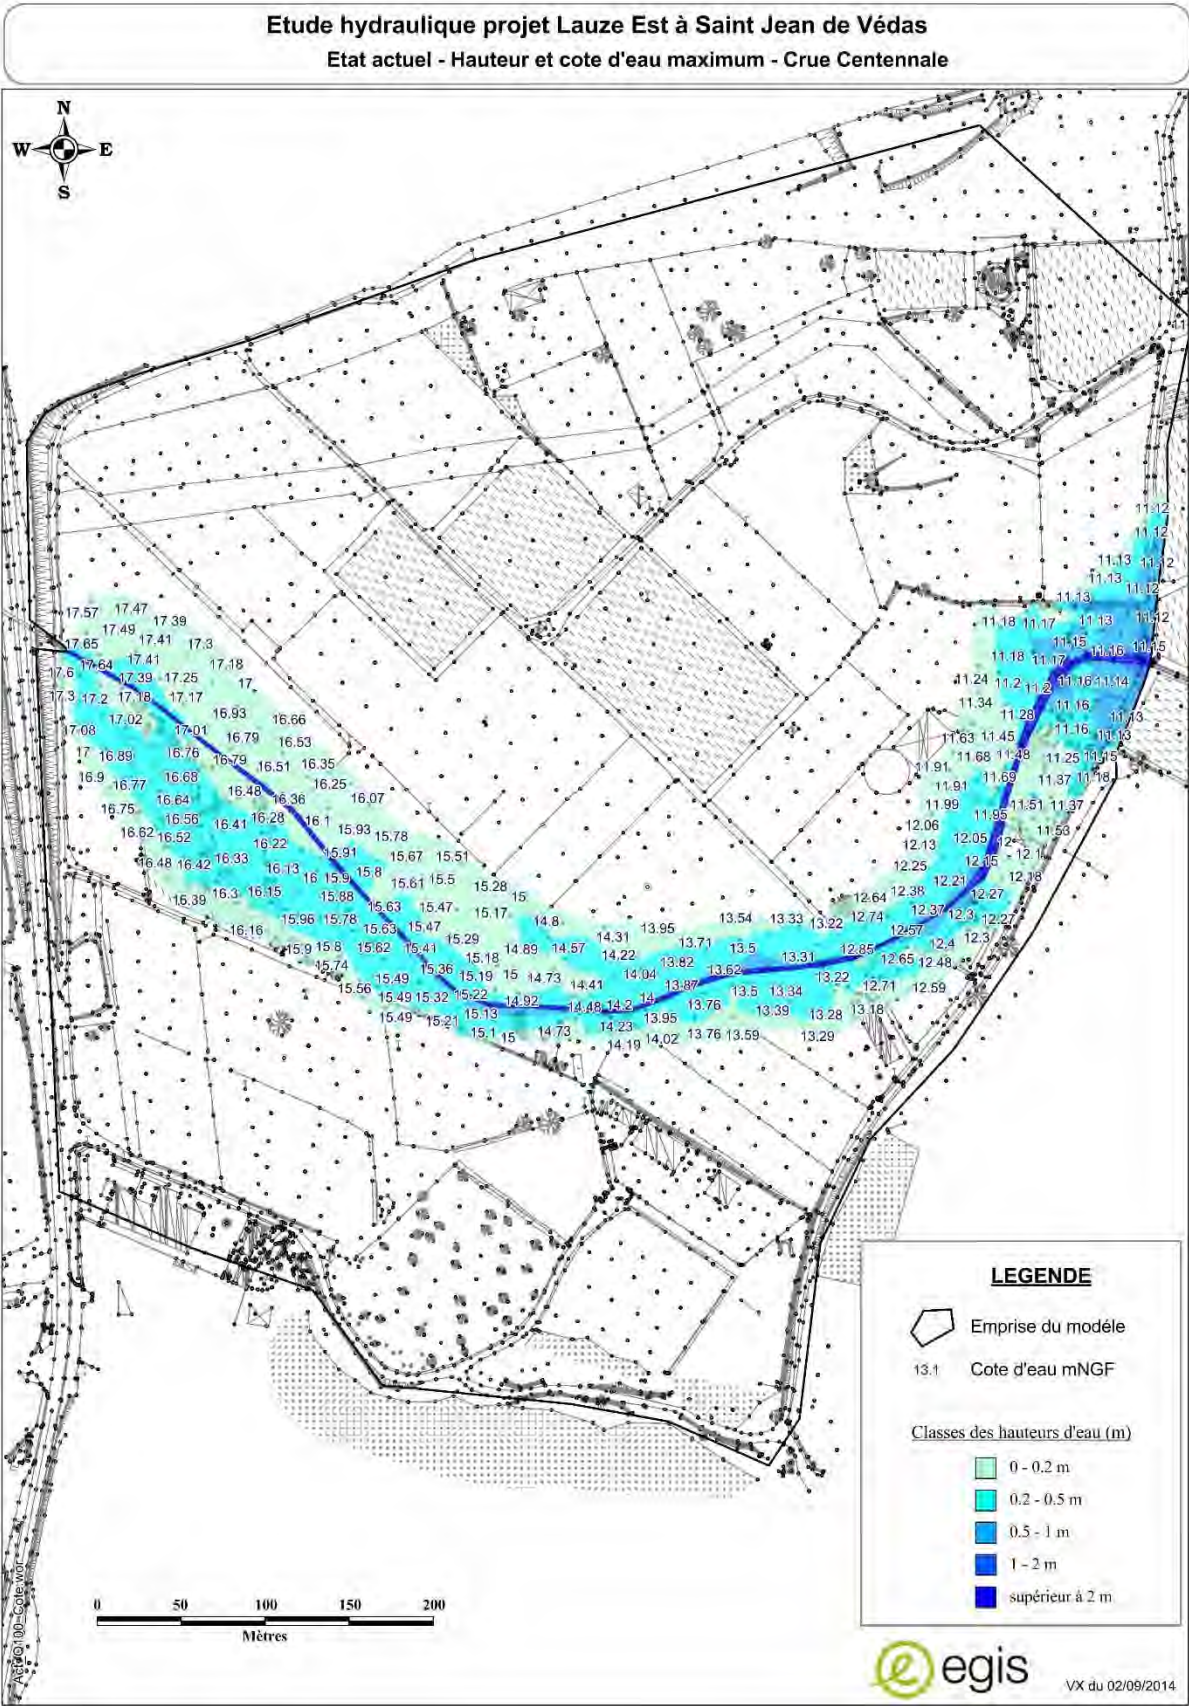 Etude hydraulique projet Lauze Est à Saint Jean de Védas
Etat actuel - Hauteur et cote d'eau maximum - Crue Centennale
N
W E
S
11.12
11.12
11.13 11.12
11.13
11.12
11.13
17.57 17.47
17.39
11.18 11.17 11.13 11.12
17.49
17.65 17.41 17.3
11.15
17.64 17.41 17.18
11.18 11.17 11.16 11.15
17.6 17.39 17.25 17
11.24 11.2 11.2 11.16 11.14
17.3 17.2 17.18 17.17
11.34 11.16
17.02 16.93 16.66
11.28 11.13
17.08 17.01 16.79 16.53
11.63 11.45 11.16 11.13
17 16.89 16.76 16.79 16.51 16.35
11.91 11.68 11.48 11.25 11.15
16.9 16.77 16.68 16.48 16.25
11.91 11.69 11.37 11.18
16.75 16.64 16.36 16.07
11.99 11.95 11.51 11.37
16.56 16.41 16.28 16.1 15.93 15.78
12.06 11.53
16.62 16.52 16.22
12.13 12.05 12 12.1
16.48 16.42 16.33 16.13 15.91 15.67 15.51
12.25 12.15 12.18
16.39 16.3 16.15 16 15.9 15.8 15.61 15.5 15.28
12.38 12.21 12.27
15.88 15.63 15.47 15.17 15
12.64 12.37 12.3 12.27
16.16 15.96 15.78 15.63 15.47 15.29 14.8 14.31 13.95 13.54 13.33 13.22 12.74 12.57
12.4 12.3
15.9 15.8 15.62 15.41 15.18 14.89 14.57 14.22 13.71 13.5 13.31 12.85 12.65 12.48
15.74 15.49 15.36 15.19 15 14.73 14.41 14.04 13.82 13.62 13.22 12.71 12.59
15.56 15.49 15.32 15.22 14.92 14.48 14.2 14 13.87 13.5 13.34
15.49 15.21 15.13 14.23 13.95 13.76 13.39 13.28 13.18
15.1 15 14.73 14.19 14.02 13.76 13.59 13.29
LEGENDE
Emprise du modéle
13.1 Cote d'eau mNGF
Classes des hauteurs d'eau (m)
0 - 0.2 m
0.2 - 0.5 m
0.5 - 1 m
1 - 2 m
supérieur à 2 m
0 50 100 150 200
Mètres
egis
VX du 02/09/2014